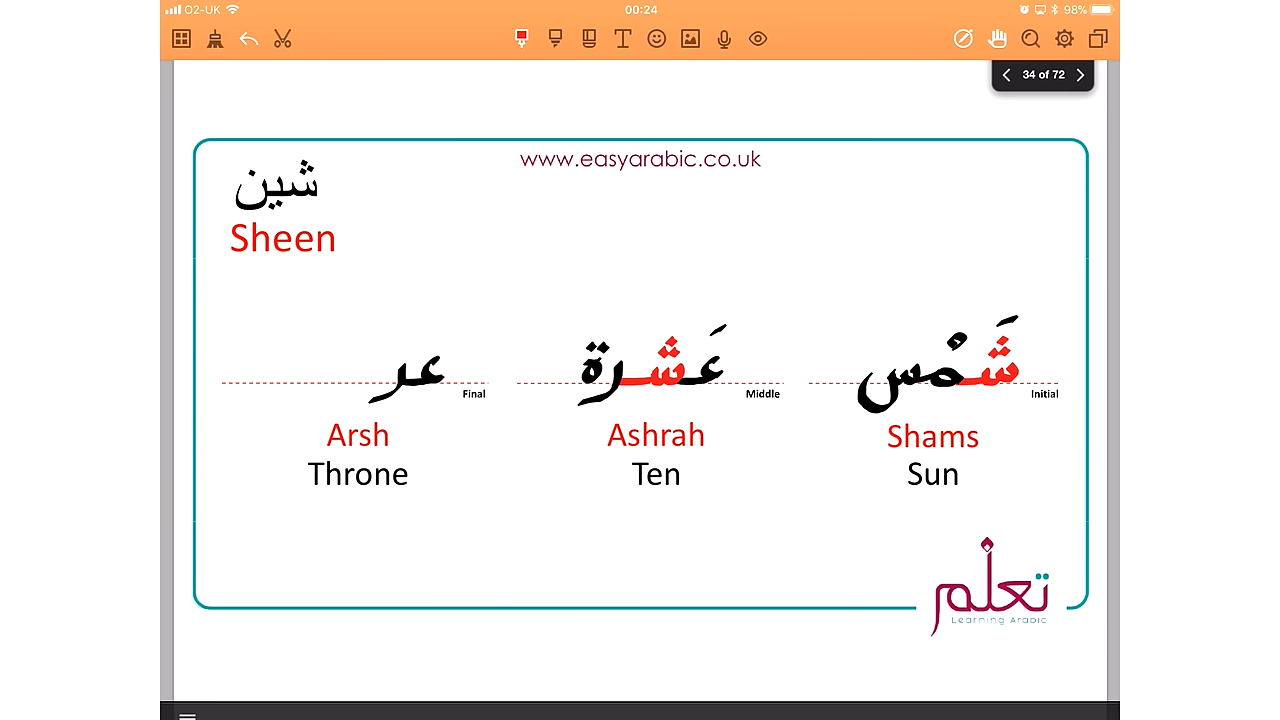 O2-UK 00:24 98%
34 of 72
www.easyarabic.co.uk
شين
Sheen
شَمْس
Initial
Shams
Sun
عَشرة
Middle
Ashrah
Ten
عر
Final
Arsh
Throne
تعلم
Learning Arabic